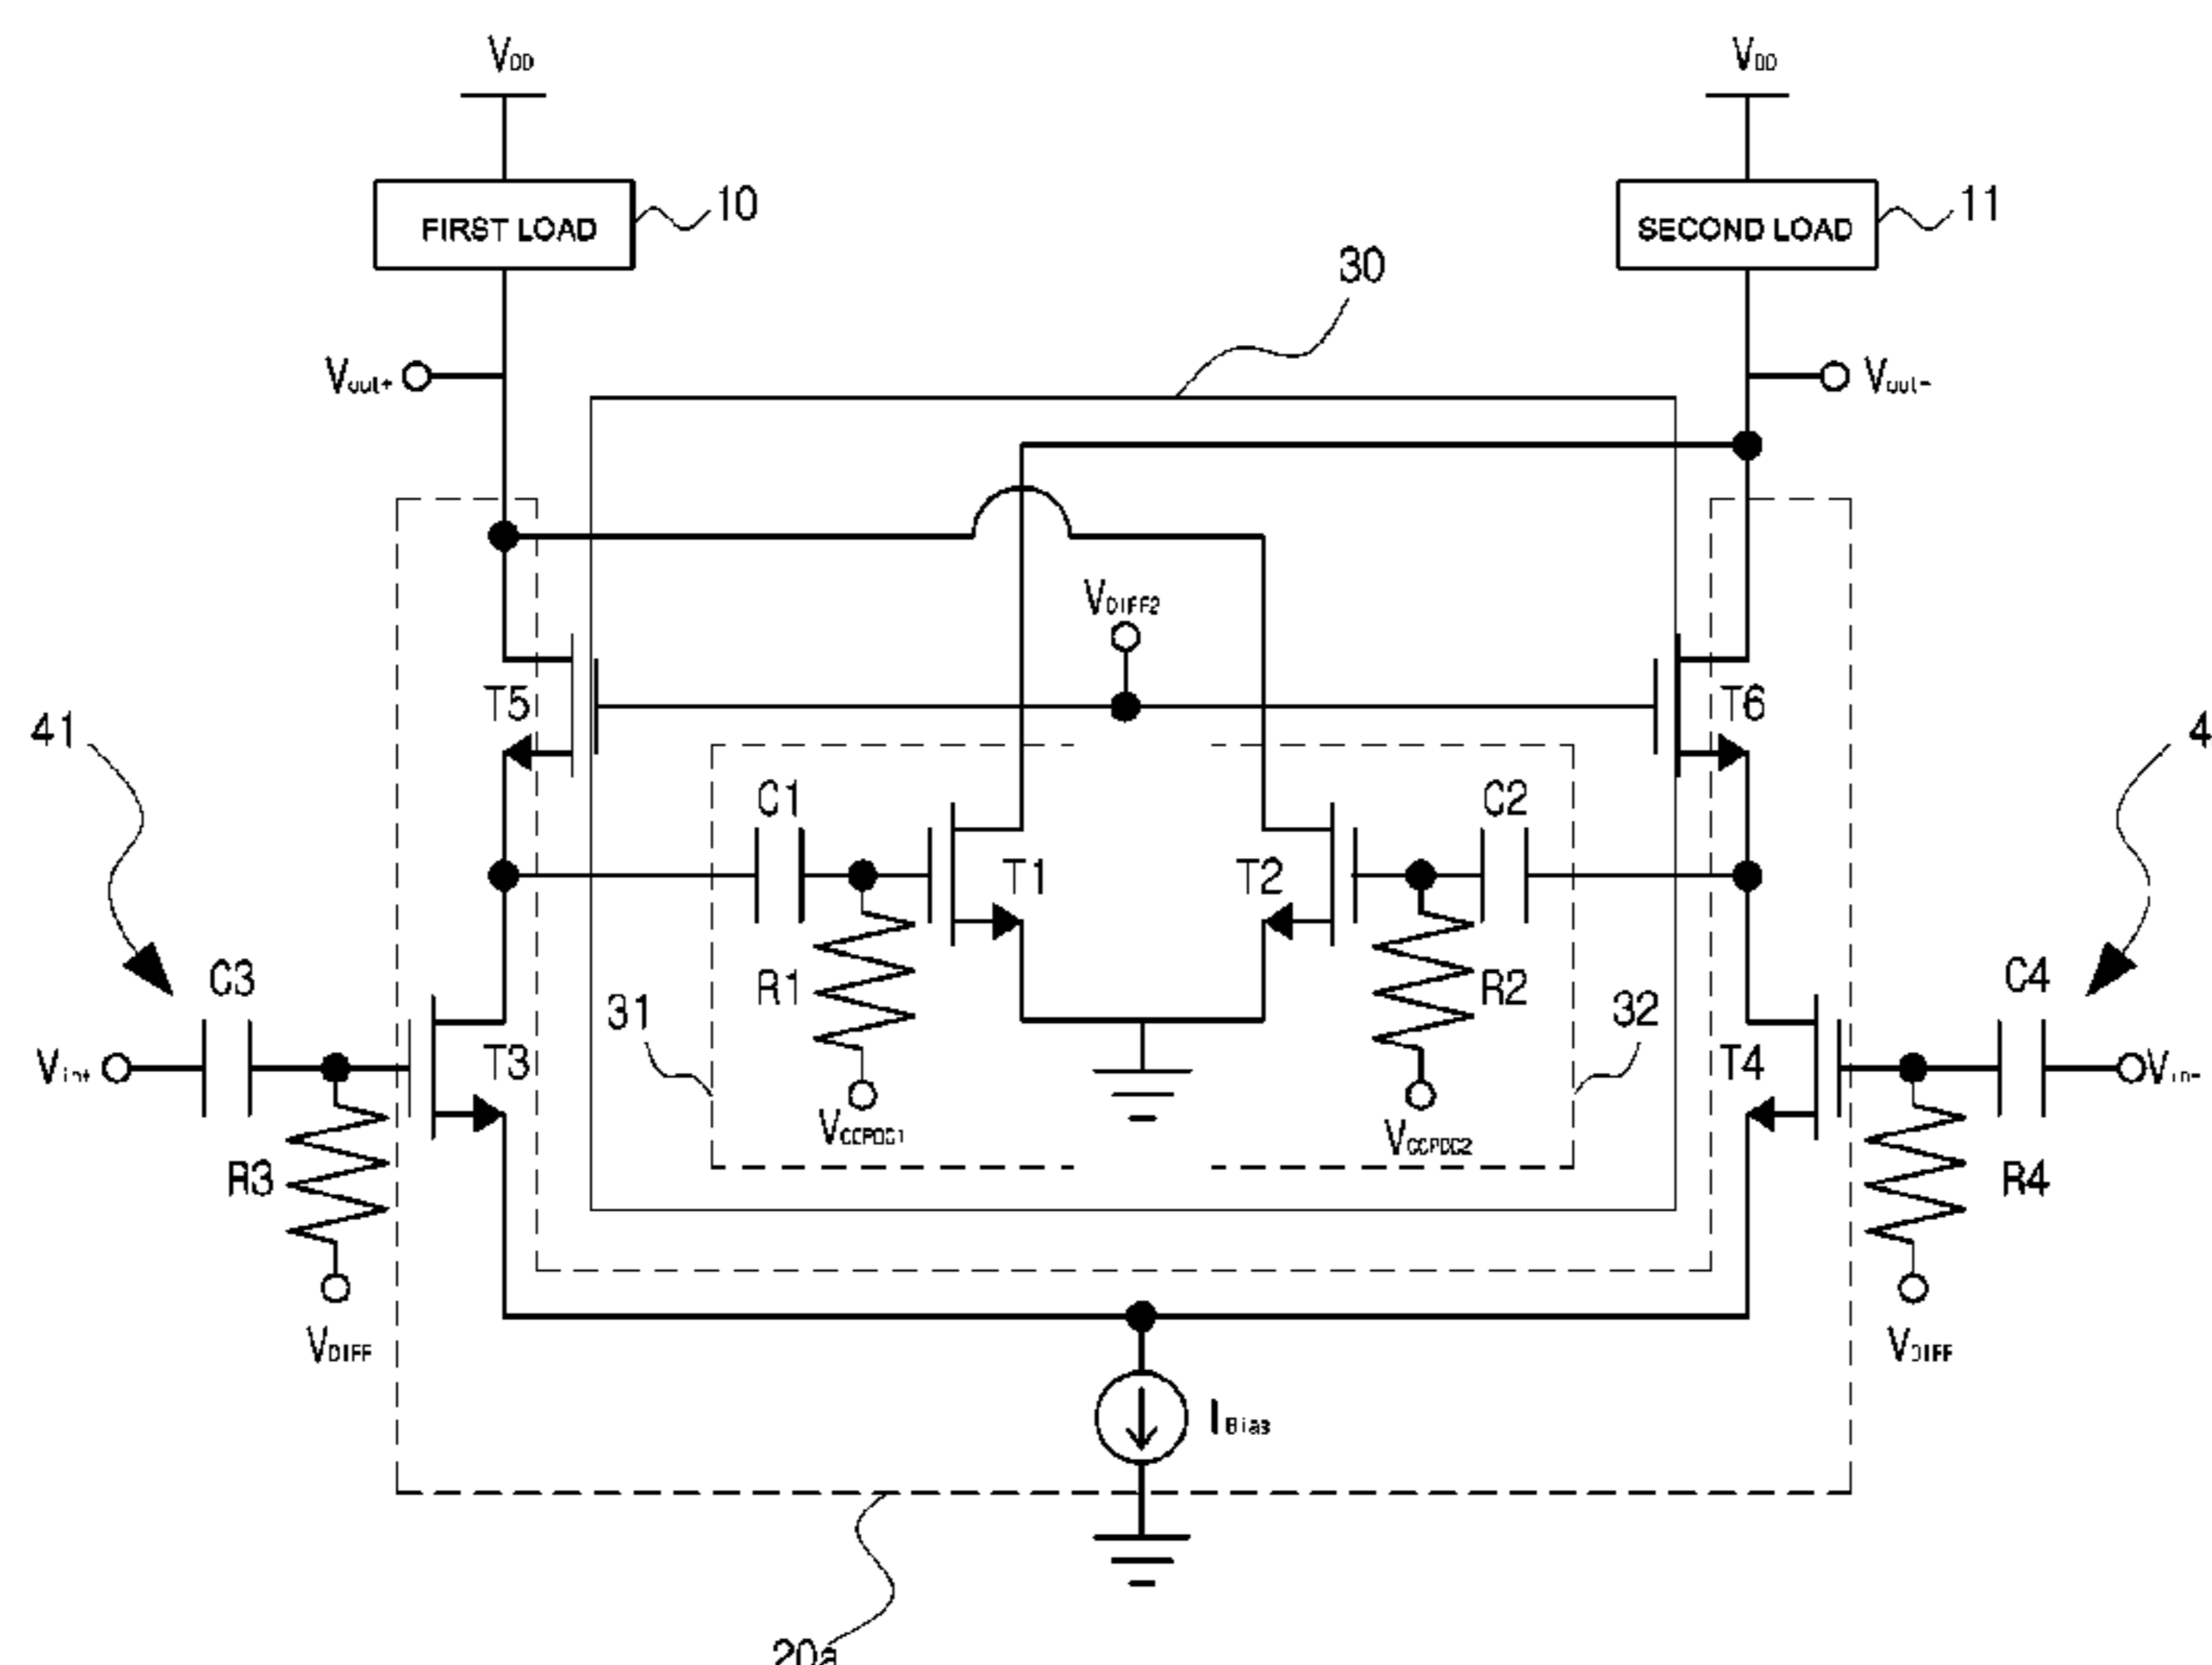 VDD
VDD
FIRST LOAD
10
SECOND LOAD
11
30
Vout+
Vout-
VDIFF2
T5
T6
41
4
C1
C2
T1
T2
C3
R1
R2
C4
31
32
Vin+
T3
T4
Vin-
VCCPDC1
VCCPDC2
R3
R4
VDIFF
VDIFF
IBias
20a